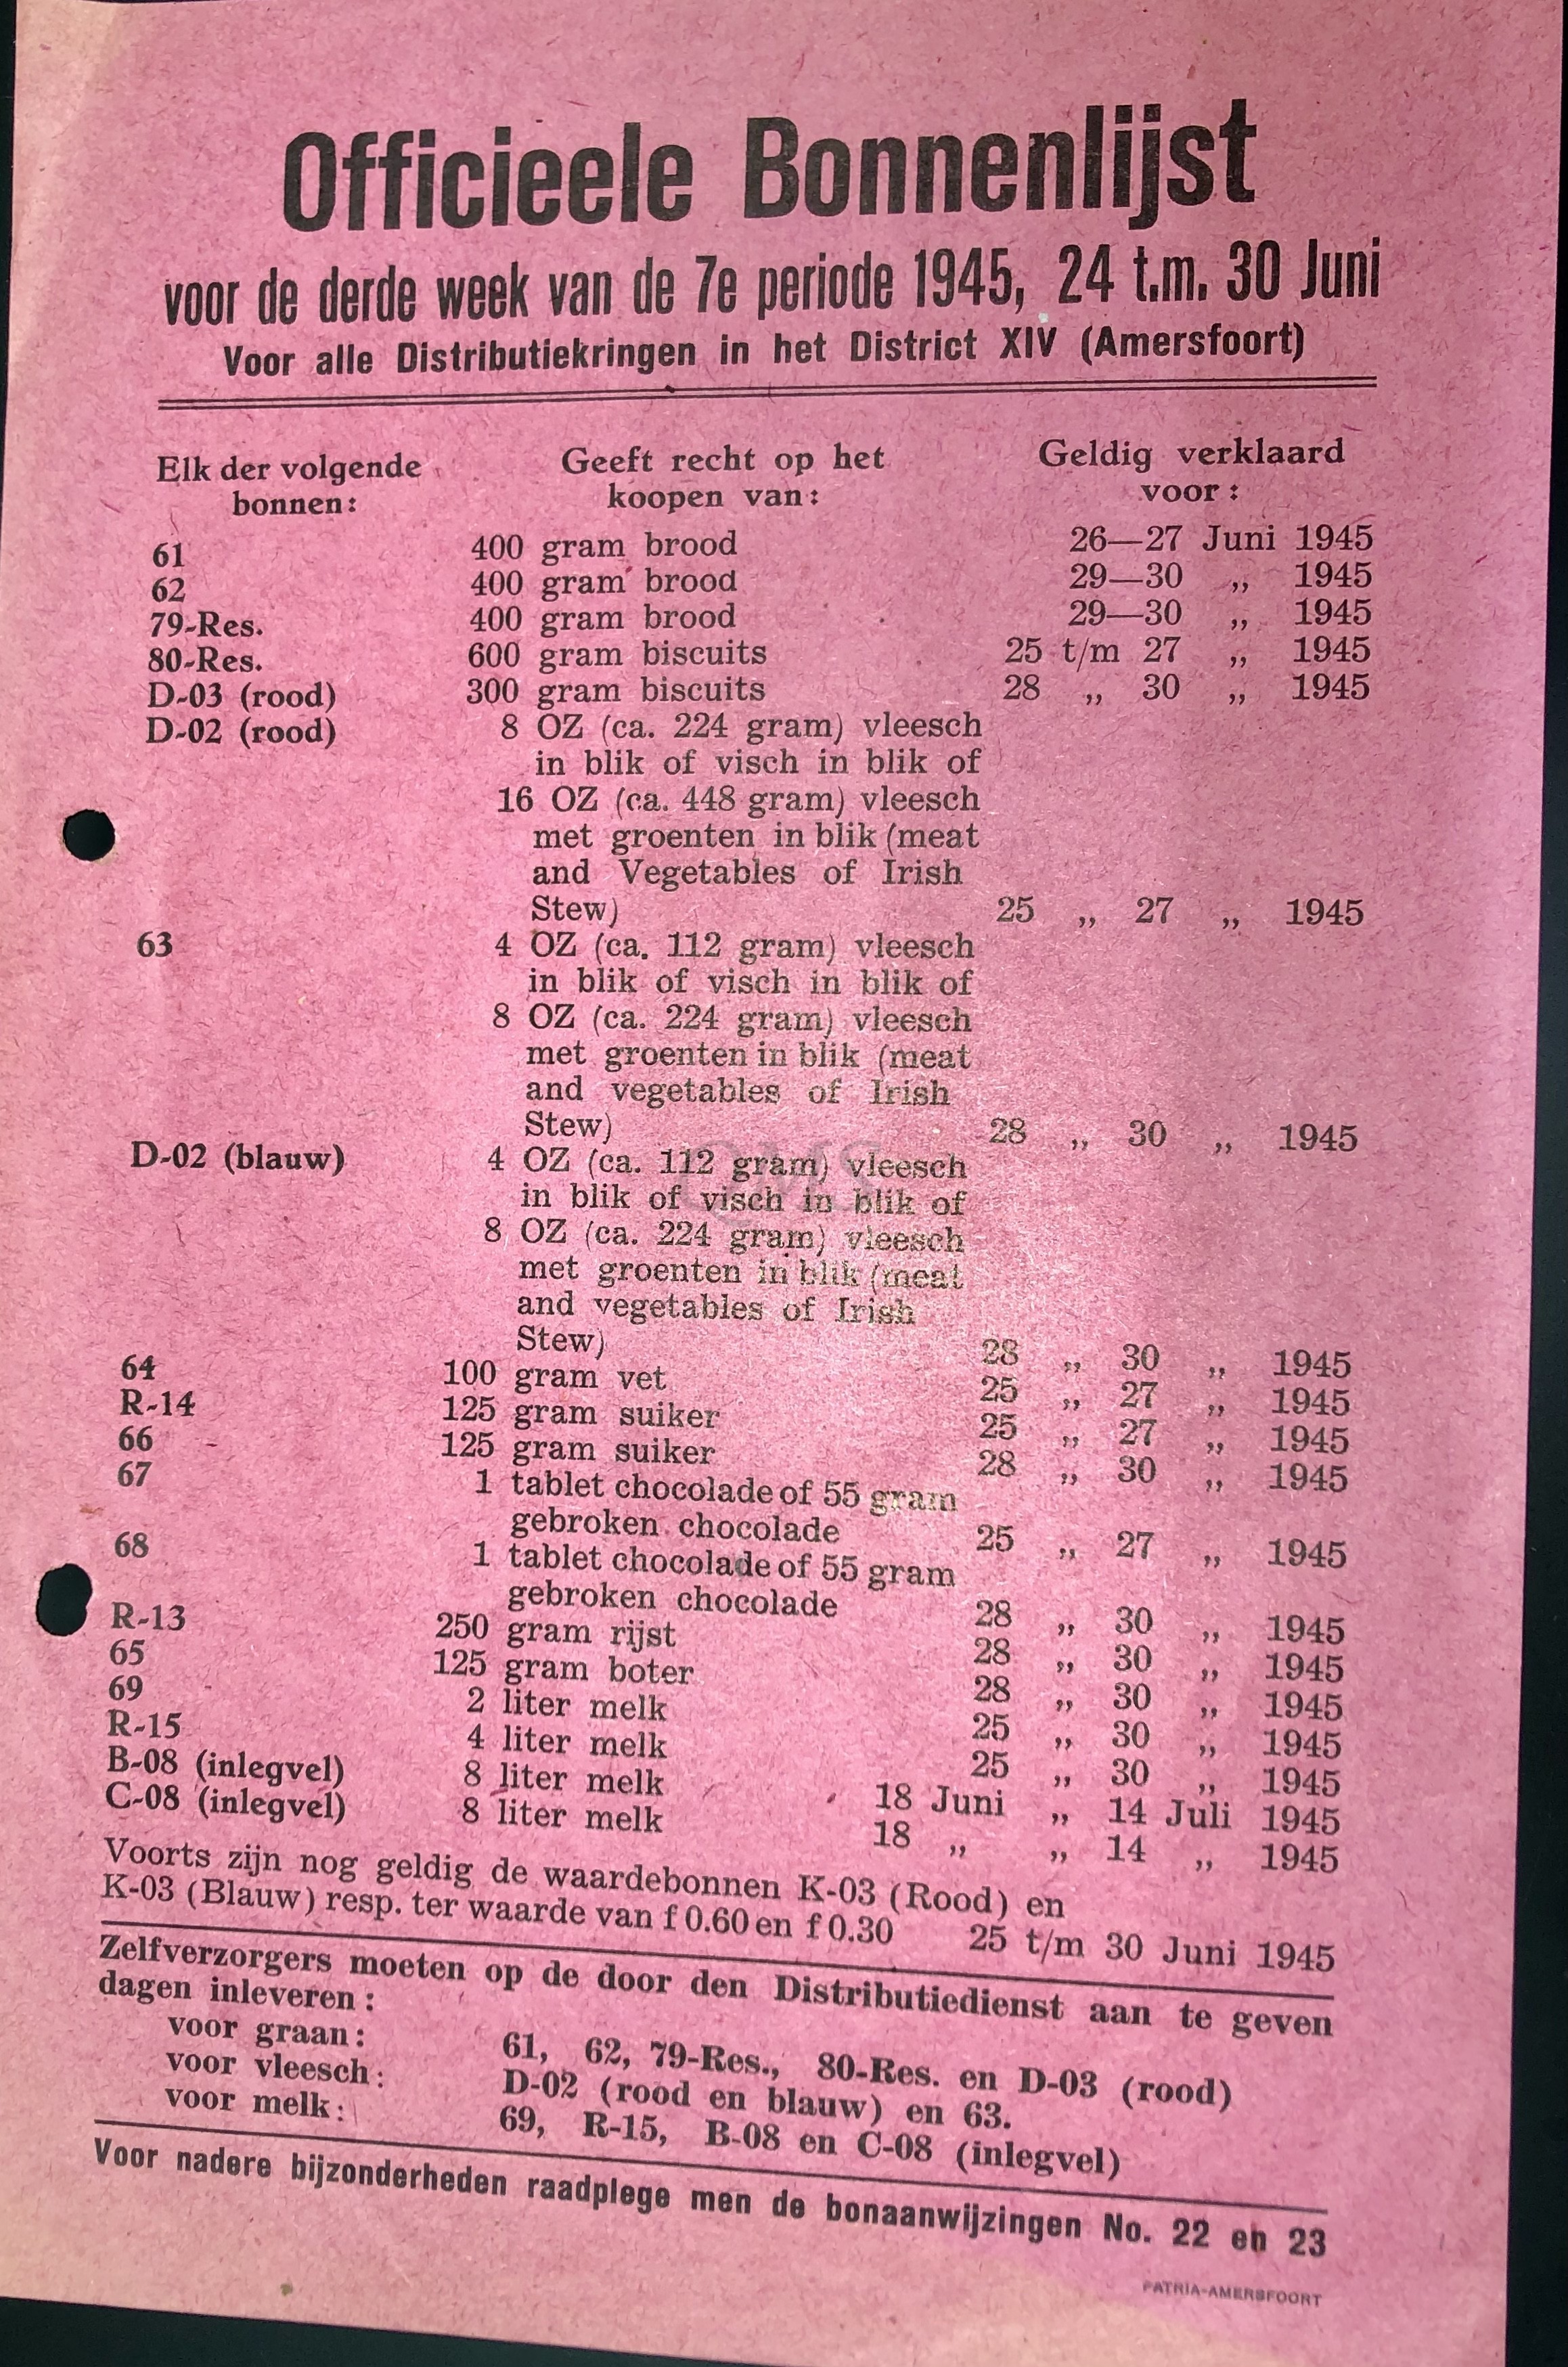 Officieele Bonnenlijst
voor de derde week van de 7e periode 1945, 24 t.m. 30 Juni
Voor alle Distributiekringen in het District XIV (Amersfoort)
Elk der volgende bonnen: Geeft recht op het koopen van: Geldig verklaard voor:
61 400 gram brood 26—27 Juni 1945
62 400 gram brood 29—30 „ 1945
79-Res. 400 gram brood 29—30 „ 1945
80-Res. 600 gram biscuits 25 t/m 27 „ 1945
D-03 (rood) 300 gram biscuits 28 „ 30 „ 1945
D-02 (rood) 8 OZ (ca. 224 gram) vleesch
in blik of visch in blik of
16 OZ (ca. 448 gram) vleesch
met groenten in blik (meat
and Vegetables of Irish
Stew) 25 „ 27 „ 1945
63 4 OZ (ca. 112 gram) vleesch
in blik of visch in blik of
8 OZ (ca. 224 gram) vleesch
met groenten in blik (meat
and vegetables of Irish
Stew) 28 „ 30 „ 1945
D-02 (blauw) 4 OZ (ca. 112 gram) vleesch
in blik of visch in blik of
8 OZ (ca. 224 gram) vleesch
met groenten in blik (meat
and vegetables of Irish
Stew) 28 „ 30 „ 1945
64 100 gram vet 25 „ 27 „ 1945
R-14 125 gram suiker 25 „ 27 „ 1945
66 125 gram suiker 28 „ 30 „ 1945
67 1 tablet chocolade of 55 gram
gebroken chocolade 25 „ 27 „ 1945
68 1 tablet chocolade of 55 gram
gebroken chocolade 28 „ 30 „ 1945
R-13 250 gram rijst 28 „ 30 „ 1945
65 125 gram boter 28 „ 30 „ 1945
69 2 liter melk 25 „ 30 „ 1945
R-15 4 liter melk 25 „ 30 „ 1945
B-08 (inlegvel) 8 liter melk 18 Juni „ 14 Juli 1945
C-08 (inlegvel) 8 liter melk 18 „ „ 14 „ 1945
Voorts zijn nog geldig de waardebonnen K-03 (Rood) en
K-03 (Blauw) resp. ter waarde van f 0.60 en f 0.30 25 t/m 30 Juni 1945
Zelfverzorgers moeten op de door den Distributiedienst aan te geven
dagen inleveren:
voor graan: 61, 62, 79-Res., 80-Res. en D-03 (rood)
voor vleesch: D-02 (rood en blauw) en 63.
voor melk: 69, R-15, B-08 en C-08 (inlegvel)
Voor nadere bijzonderheden raadplege men de bonaanwijzingen No. 22 en 23
PATRIA-AMERSFOORT